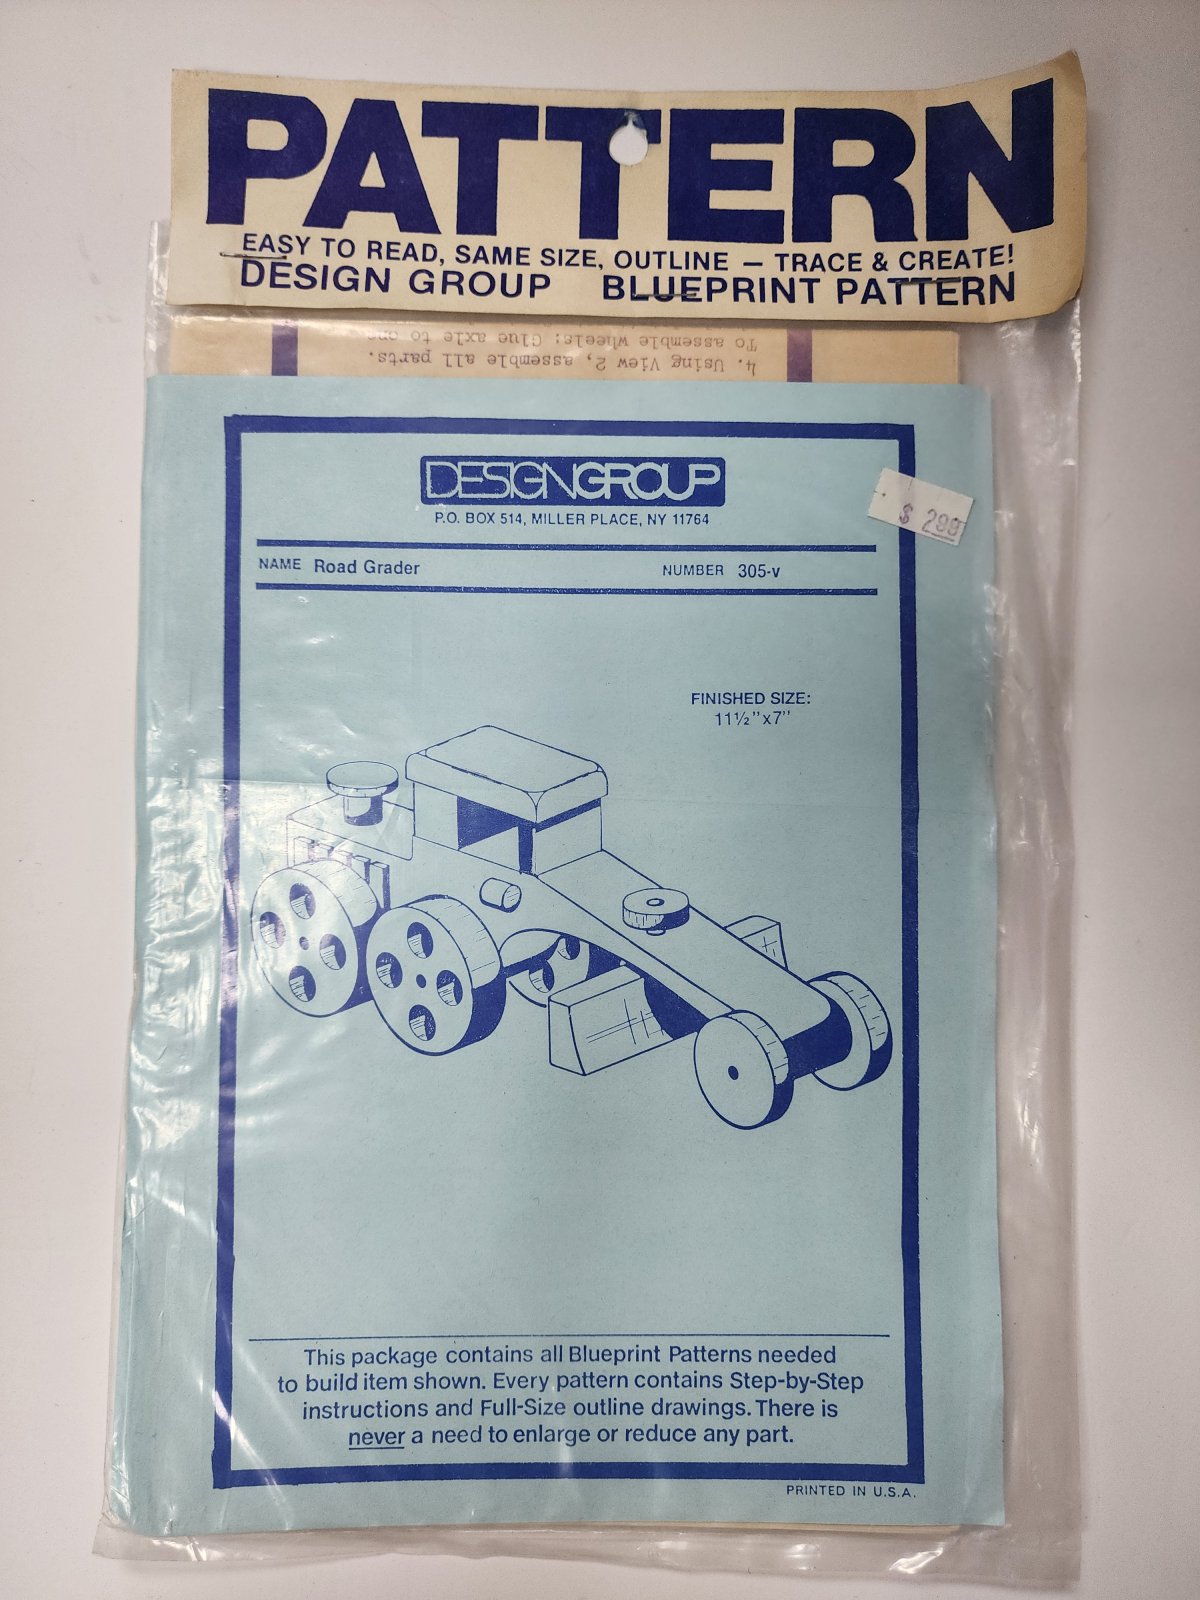 PATTERN
EASY TO READ, SAME SIZE, OUTLINE — TRACE & CREATE!
DESIGN GROUP BLUEPRINT PATTERN
To assemble wheels: Glue axle to one
4. Using View 2, assemble all parts.
DESIGNGROUP
P.O. BOX 514, MILLER PLACE, NY 11764
$ 299
NAME Road Grader NUMBER 305-v
FINISHED SIZE:
11½"x7"
This package contains all Blueprint Patterns needed
to build item shown. Every pattern contains Step-by-Step
instructions and Full-Size outline drawings. There is
never a need to enlarge or reduce any part.
PRINTED IN U.S.A.